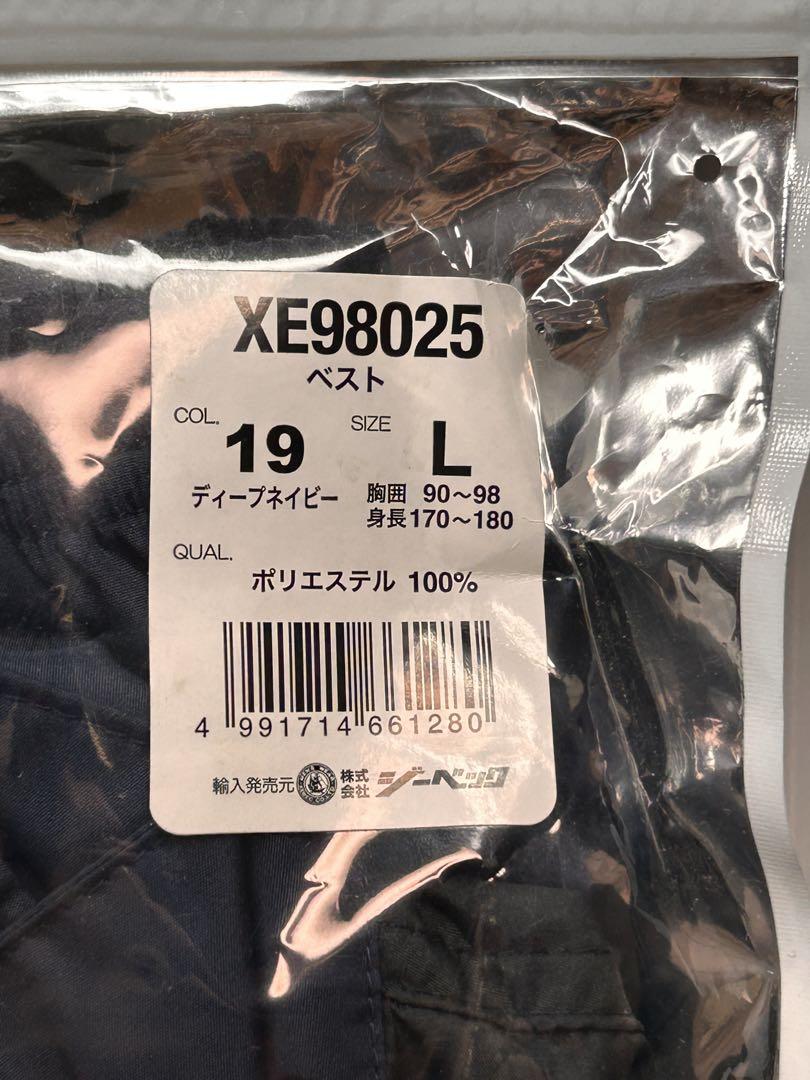 XE98025
ベスト
COL. 19 SIZE L
ディープネイビー 胸囲 90～98
身長170～180
QUAL.
ポリエステル 100%
4 991714 661280
輸入発売元 株式会社 ジーベック